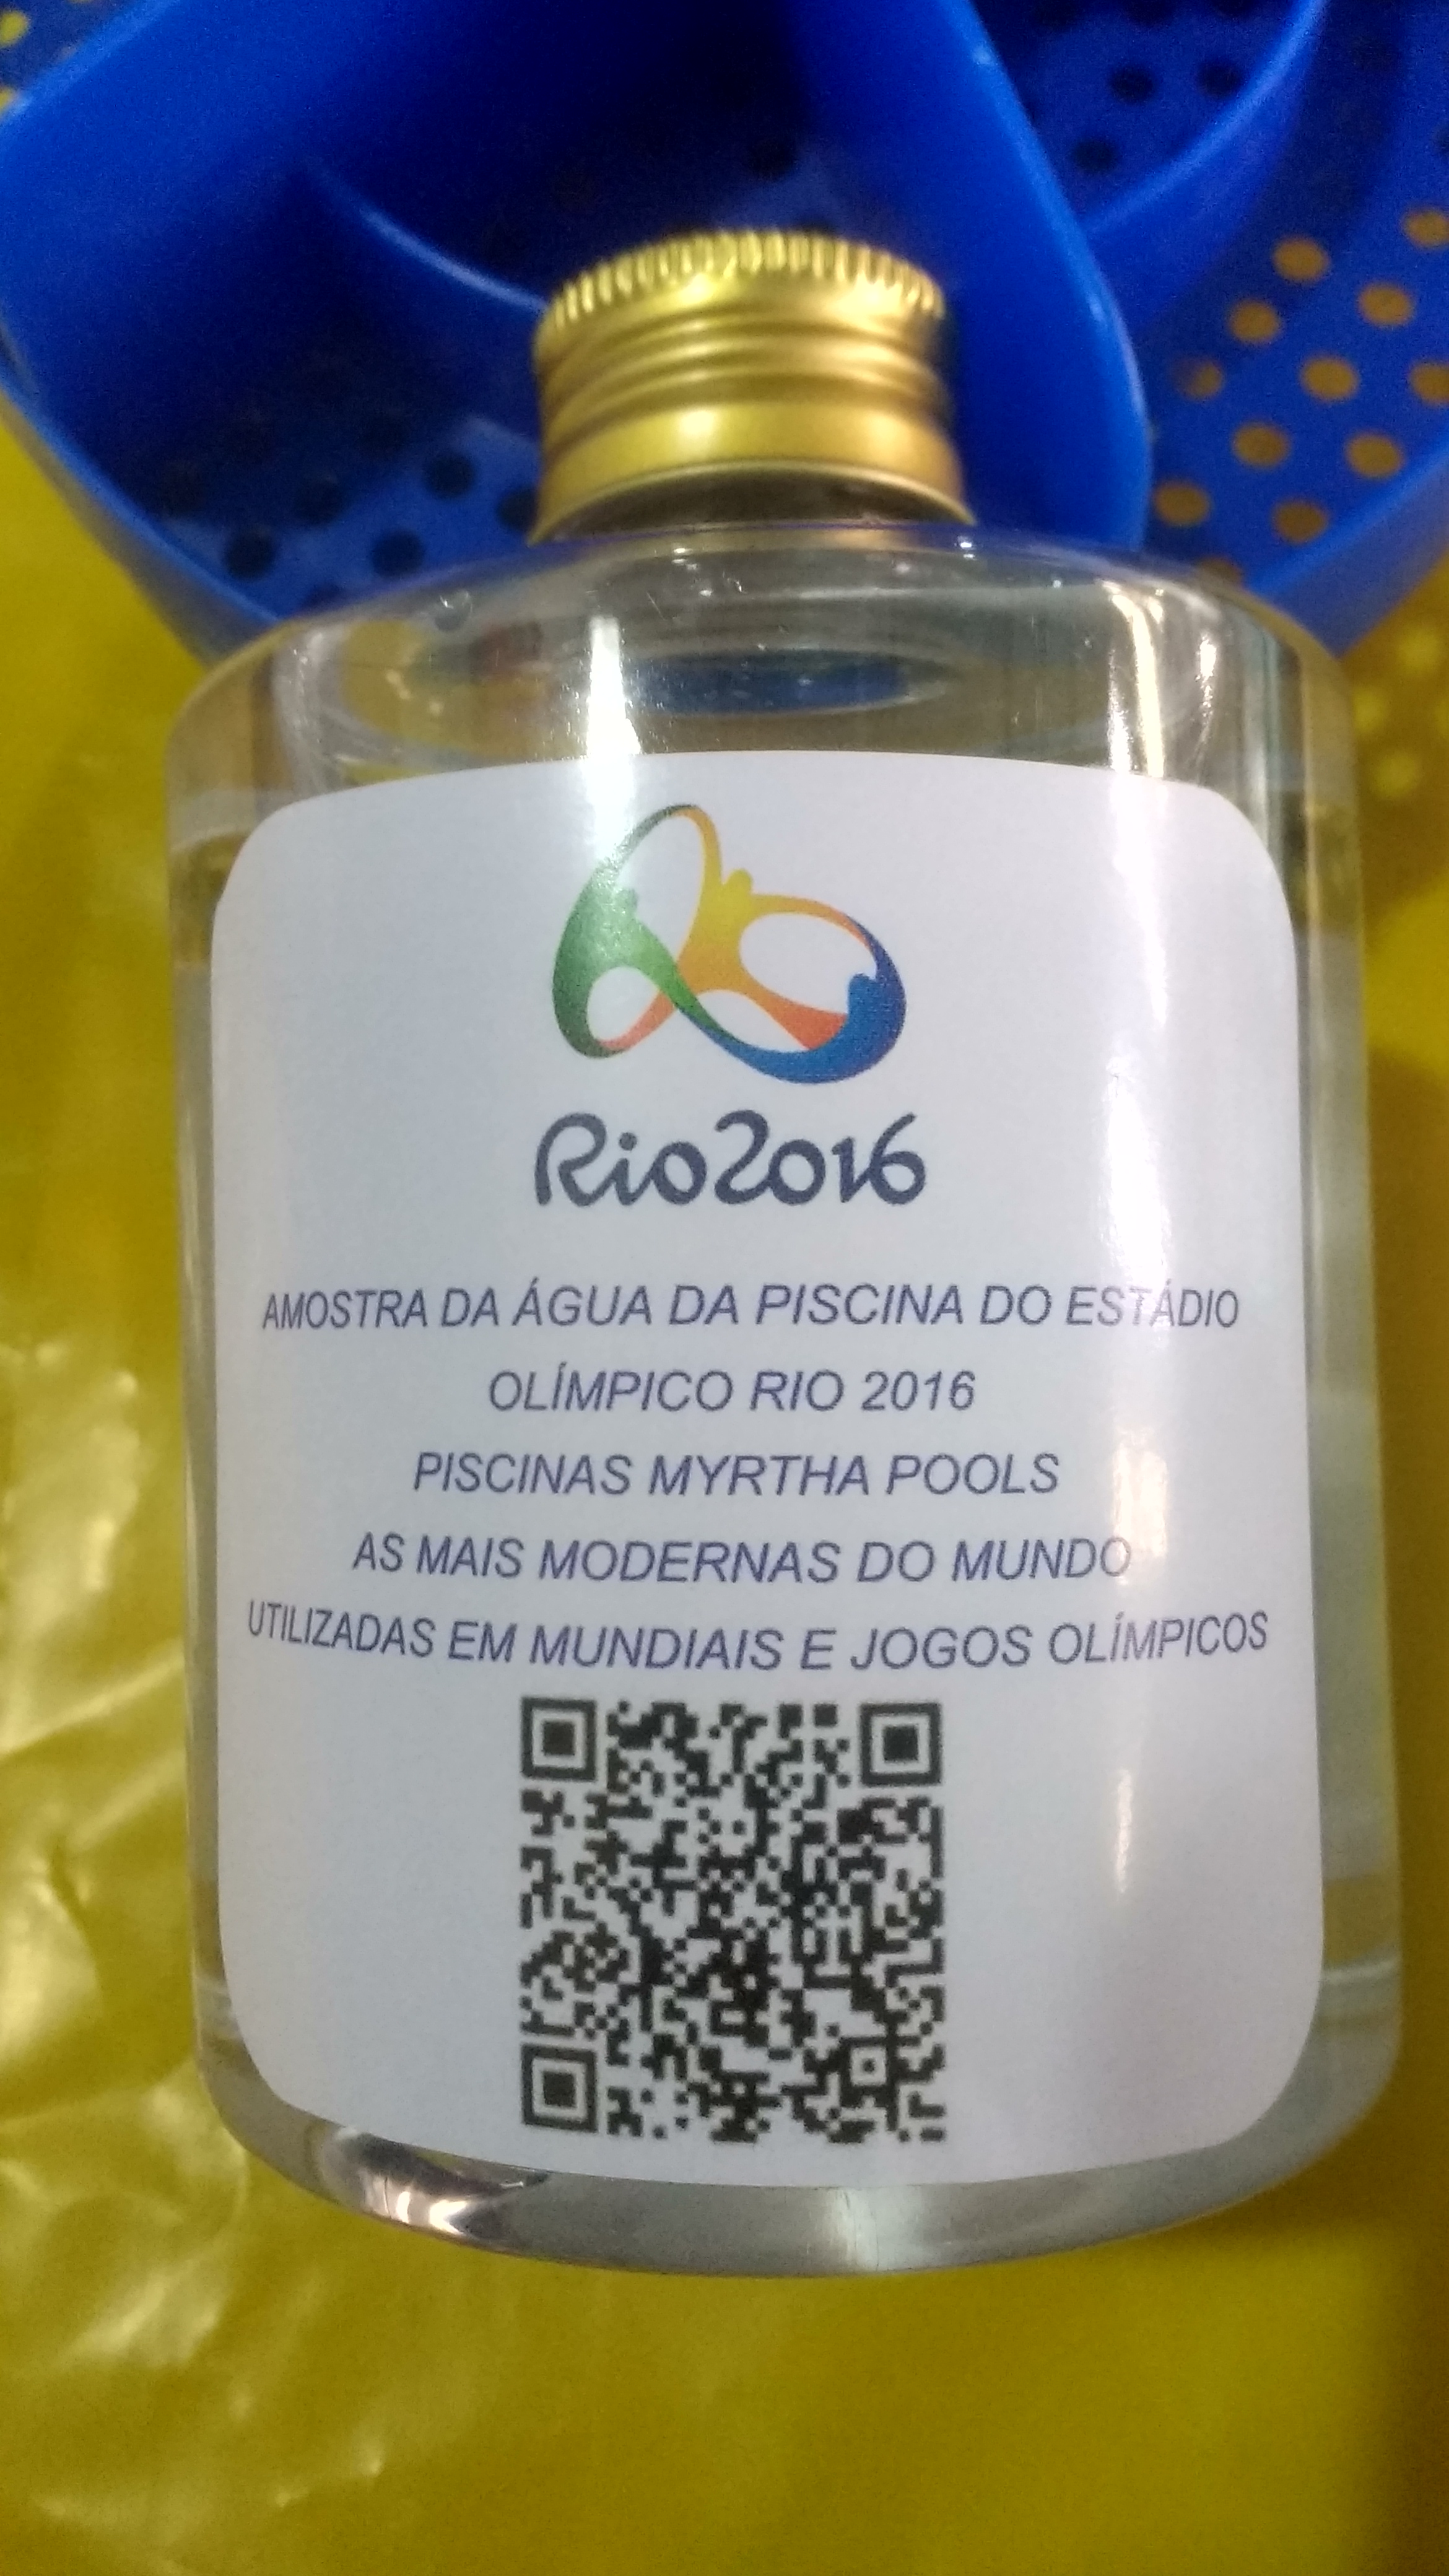 Rio2016
AMOSTRA DA ÁGUA DA PISCINA DO ESTÁDIO
OLÍMPICO RIO 2016
PISCINAS MYRTHA POOLS
AS MAIS MODERNAS DO MUNDO
UTILIZADAS EM MUNDIAIS E JOGOS OLÍMPICOS